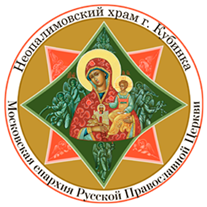 Неопалимовский храм г. Кубинка
Московская епархия Русской Православной Церкви